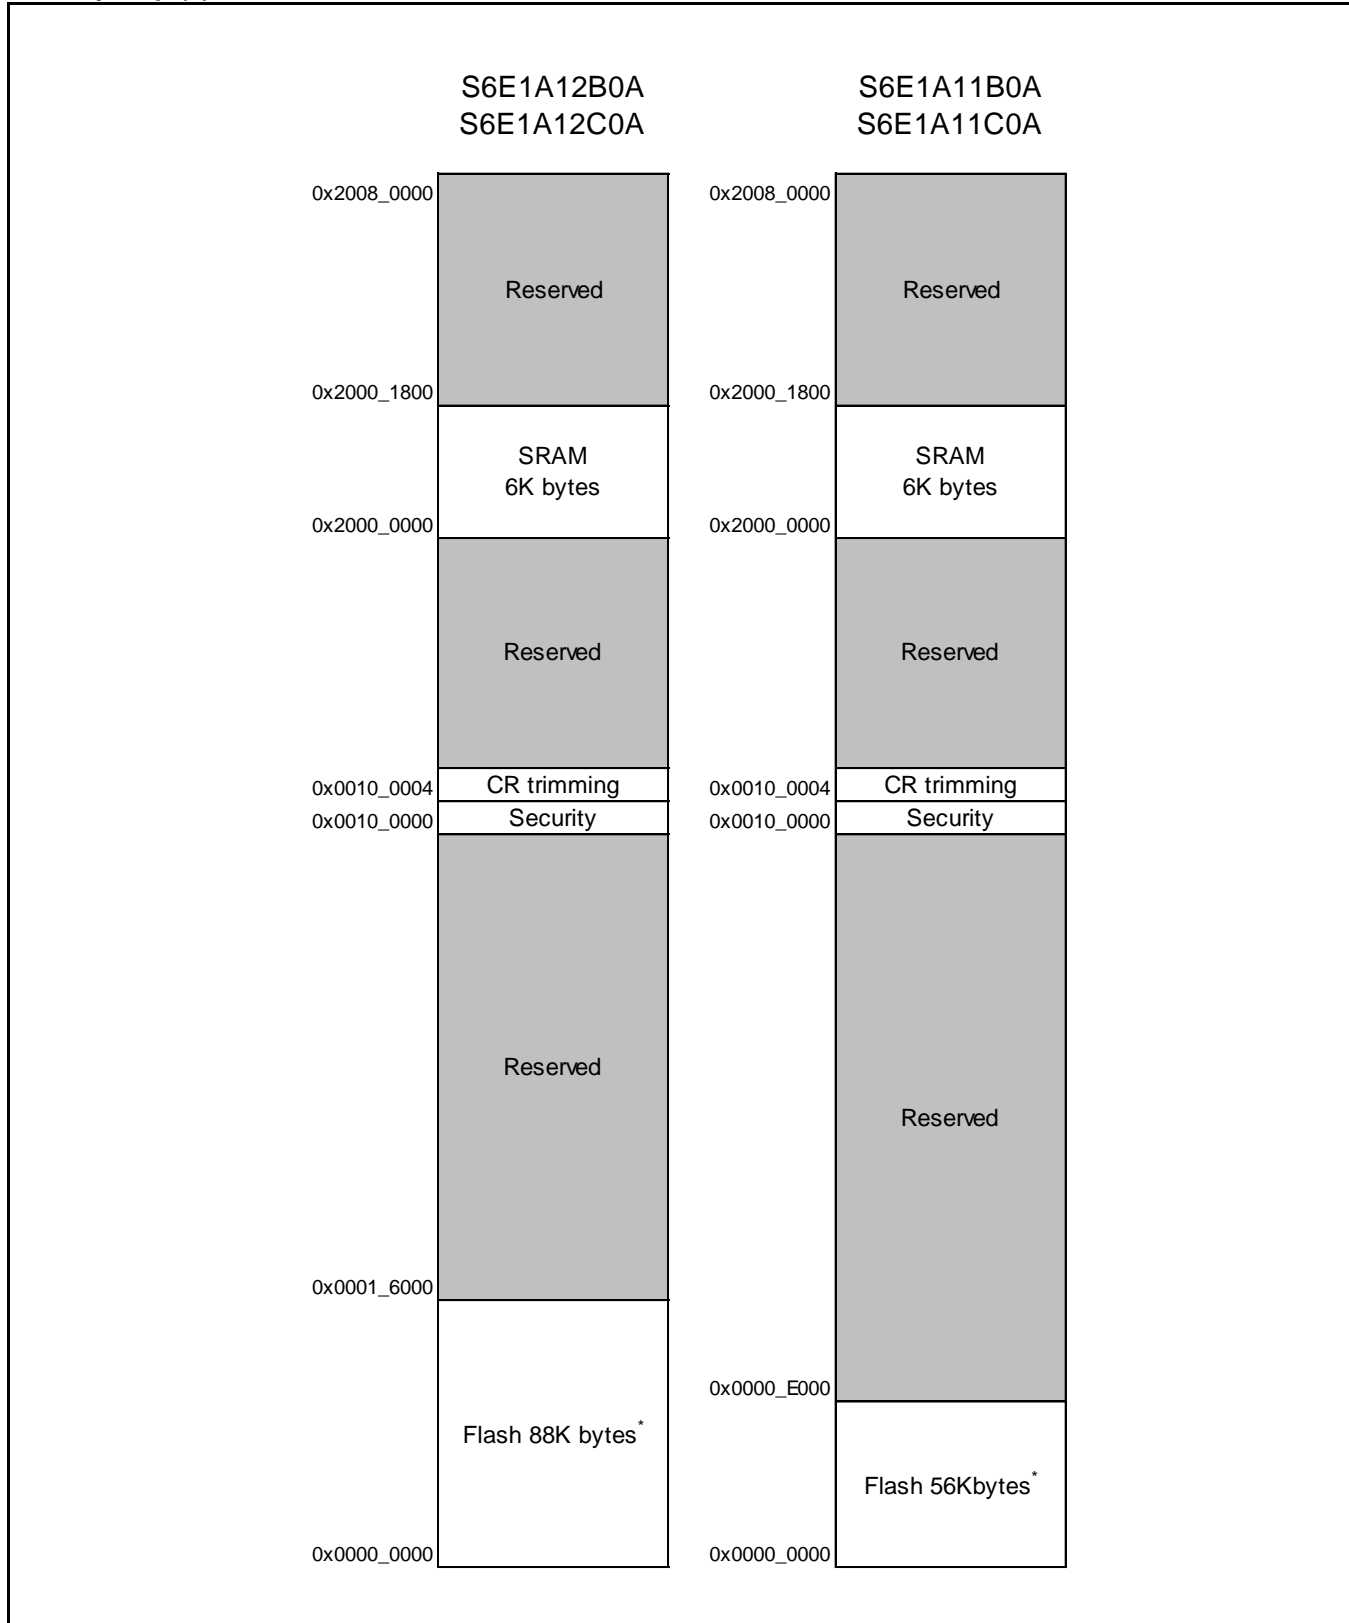 S6E1A12B0A
S6E1A12C0A
0x2008_0000
Reserved
0x2000_1800
SRAM
6K bytes
0x2000_0000
Reserved
0x0010_0004
CR trimming
0x0010_0000
Security
Reserved
0x0001_6000
Flash 88K bytes*
0x0000_0000
S6E1A11B0A
S6E1A11C0A
0x2008_0000
Reserved
0x2000_1800
SRAM
6K bytes
0x2000_0000
Reserved
0x0010_0004
CR trimming
0x0010_0000
Security
Reserved
0x0000_E000
Flash 56Kbytes*
0x0000_0000